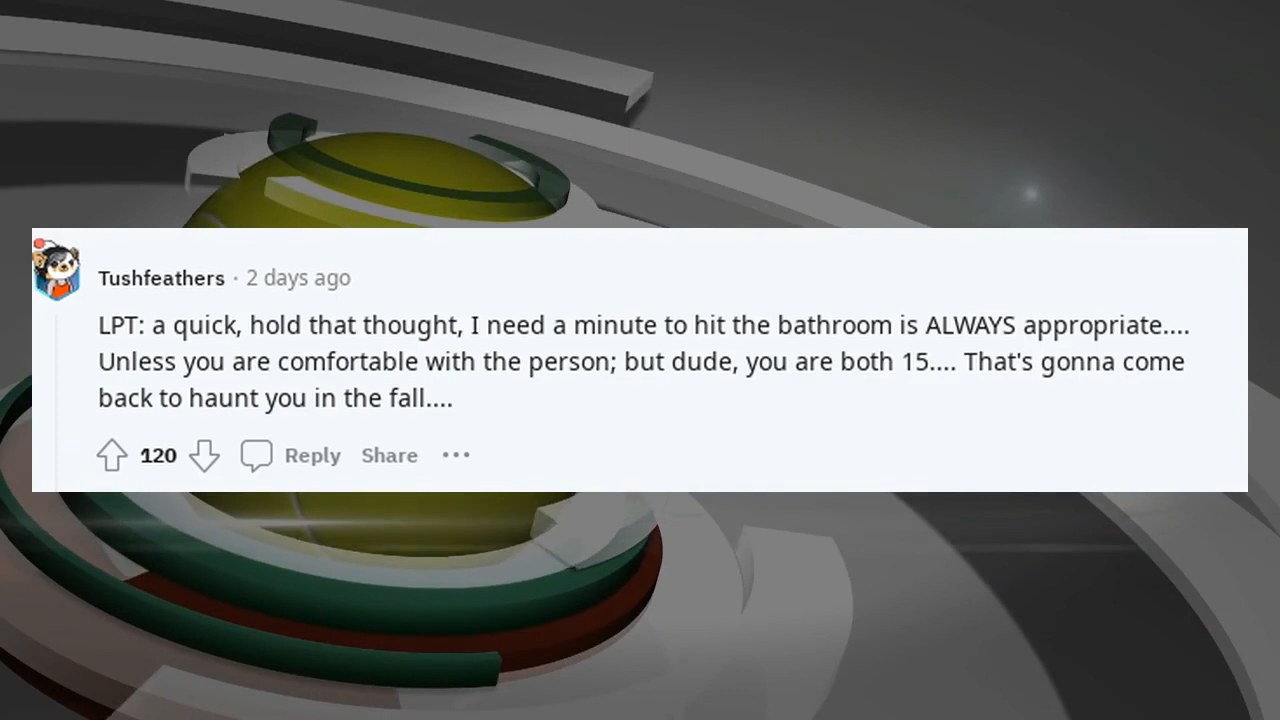 Tushfeathers · 2 days ago
LPT: a quick, hold that thought, I need a minute to hit the bathroom is ALWAYS appropriate....
Unless you are comfortable with the person; but dude, you are both 15.... That's gonna come
back to haunt you in the fall....
120 Reply Share ···